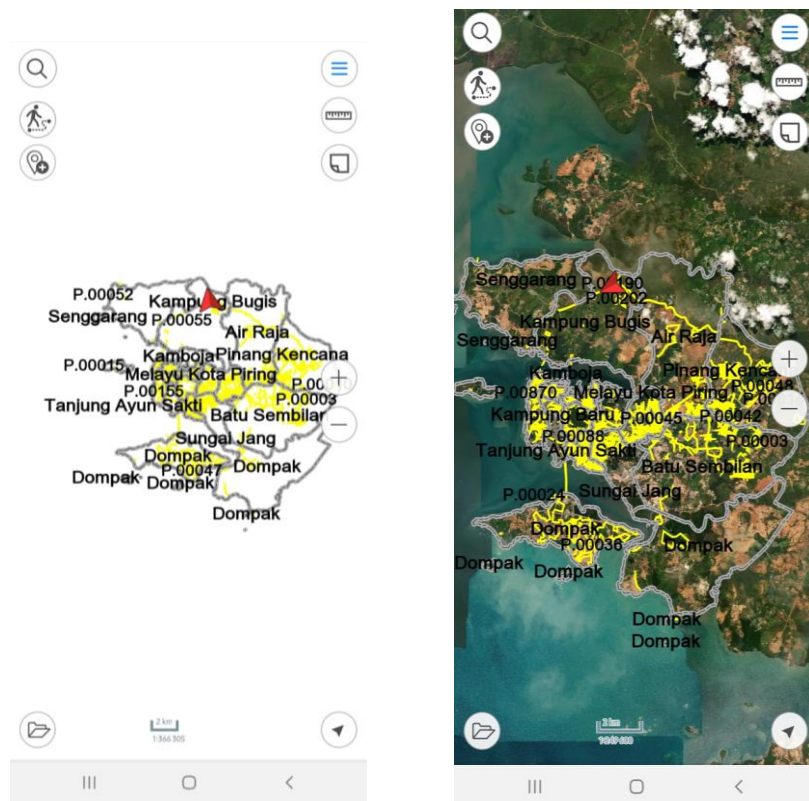 P.00052
Kampung Bugis
Senggarang
P.00055
Air Raja
P.00015
Kamboja
Pinang Kencana
Melayu Kota Piring
P.00155
P.00003
Tanjung Ayun Sakti
Batu Sembilan
Sungai Jang
Dompak
Dompak
P.00047
Dompak
Dompak
Dompak
2 km
1:366305
Senggarang
P.00202
Kampung Bugis
Senggarang
Air Raja
Kamboja
Pinang Kencana
P.00870
Melayu Kota Piring
P.00048
Kampung Baru
P.00045
P.00042
P.00088
P.00003
Tanjung Ayun Sakti
Batu Sembilan
P.00024
Sungai Jang
Dompak
P.00036
Dompak
Dompak
Dompak
Dompak
Dompak
2 km